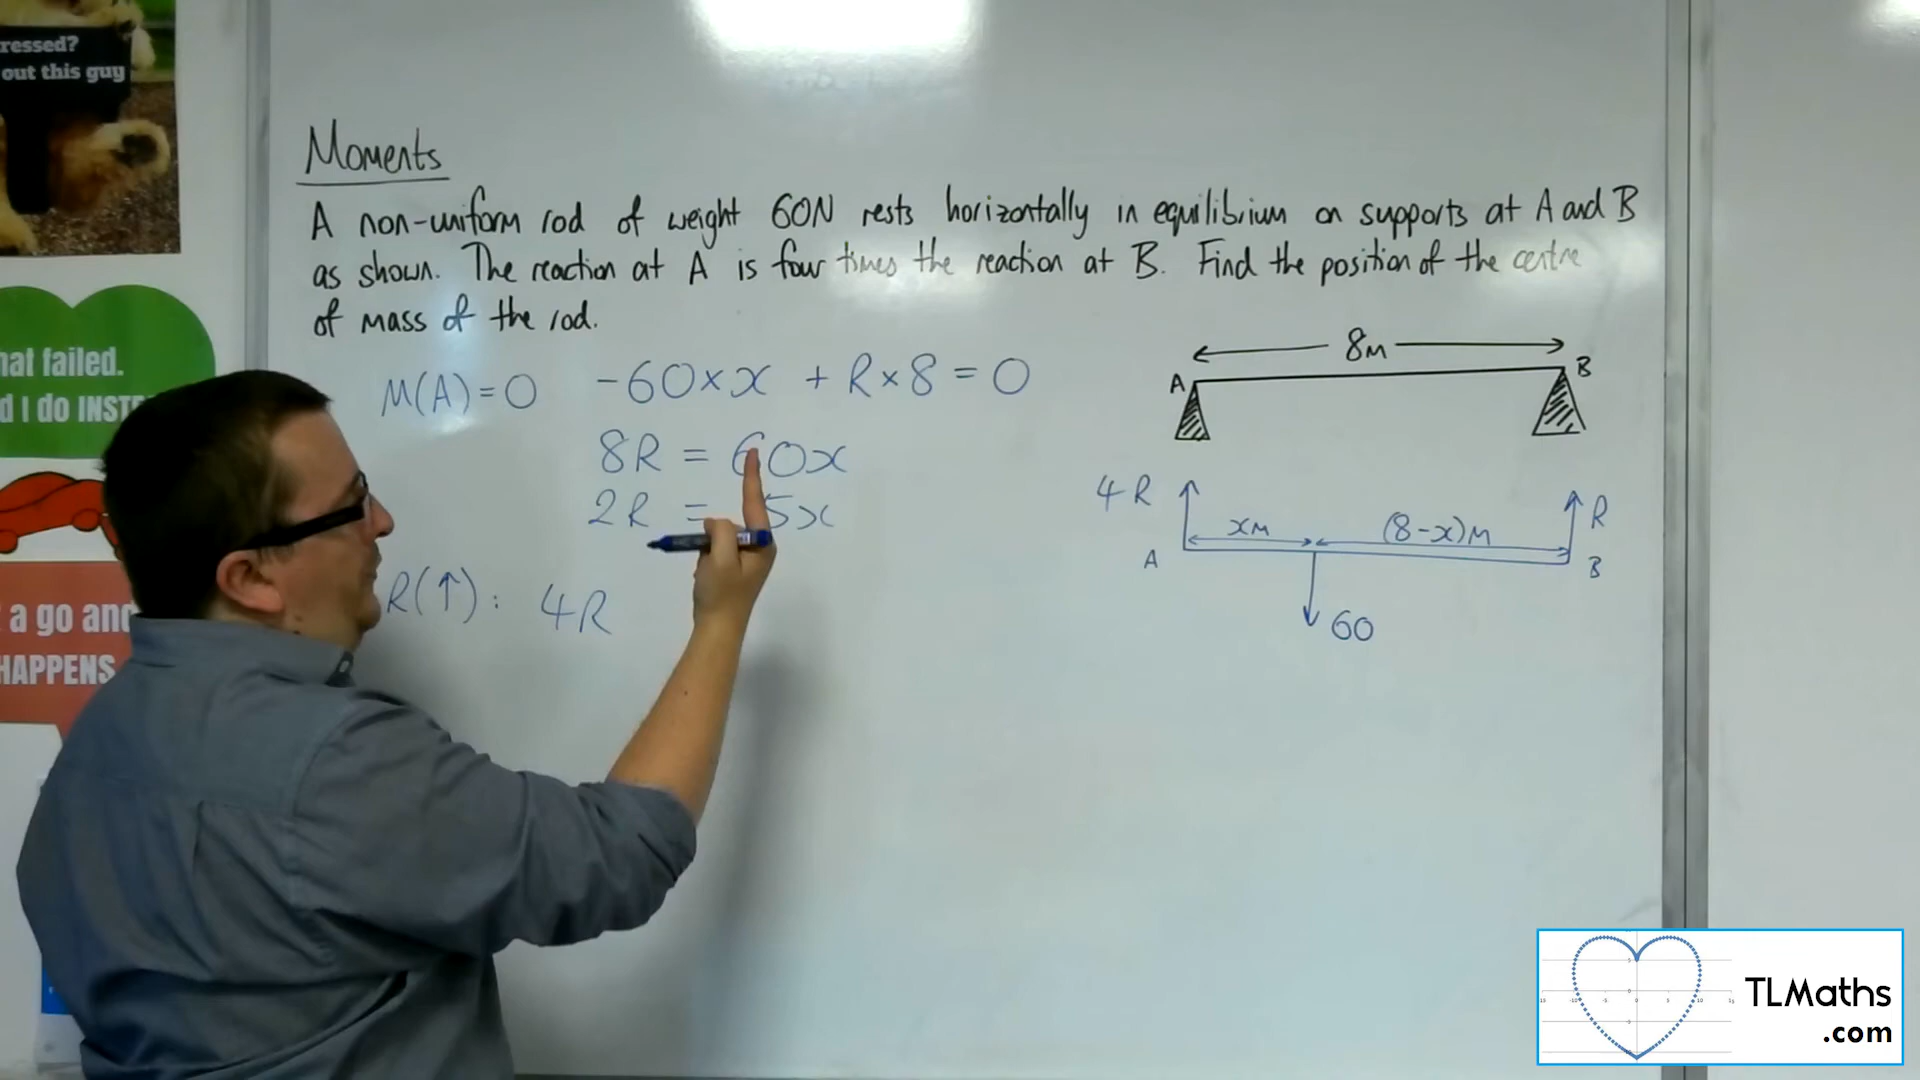 ressed?
out this guy
hat failed.
d I do INSTE
a go and
HAPPENS
Moments
A non-uniform rod of weight 60N rests horizontally in equilibrium on supports at A and B
as shown. The reaction at A is four times the reaction at B. Find the position of the centre
of mass of the rod.
M(A)=0 -60×x + R×8=0
8R = 60x
2R = 5x
R(↑): 4R
8m
A B
4R R
xm (8-x)m
A B
60
TLMaths
.com